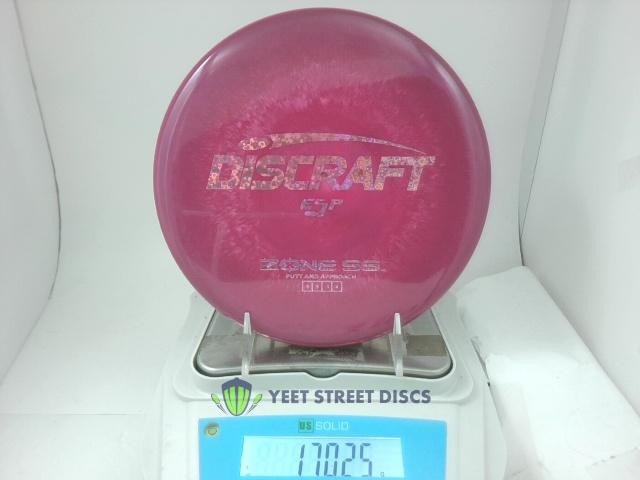 DISCRAFT
ESP
ZONE SS
PUTT AND APPROACH
YEET STREET DISCS
US SOLID
170.25 g